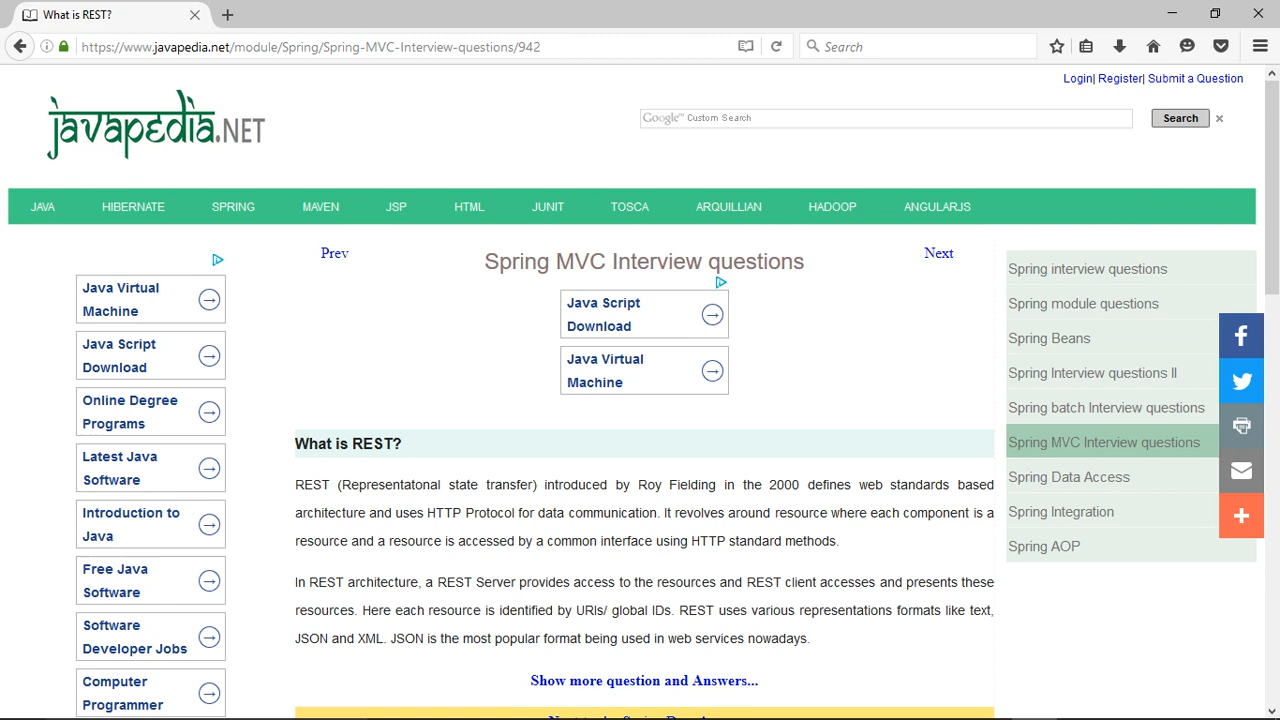 What is REST?
https://www.javapedia.net/module/Spring/Spring-MVC-Interview-questions/942
Search
Login| Register| Submit a Question
javapedia.NET
Google™ Custom Search
Search
JAVA HIBERNATE SPRING MAVEN JSP HTML JUNIT TOSCA ARQUILLIAN HADOOP ANGULARJS
Java Virtual
Machine
Java Script
Download
Online Degree
Programs
Latest Java
Software
Introduction to
Java
Free Java
Software
Software
Developer Jobs
Computer
Programmer
Prev
Spring MVC Interview questions
Next
Java Script
Download
Java Virtual
Machine
What is REST?
REST (Representatonal state transfer) introduced by Roy Fielding in the 2000 defines web standards based
architecture and uses HTTP Protocol for data communication. It revolves around resource where each component is a
resource and a resource is accessed by a common interface using HTTP standard methods.
In REST architecture, a REST Server provides access to the resources and REST client accesses and presents these
resources. Here each resource is identified by URIs/ global IDs. REST uses various representations formats like text,
JSON and XML. JSON is the most popular format being used in web services nowadays.
Show more question and Answers...
Spring interview questions
Spring module questions
Spring Beans
Spring Interview questions II
Spring batch Interview questions
Spring MVC Interview questions
Spring Data Access
Spring Integration
Spring AOP